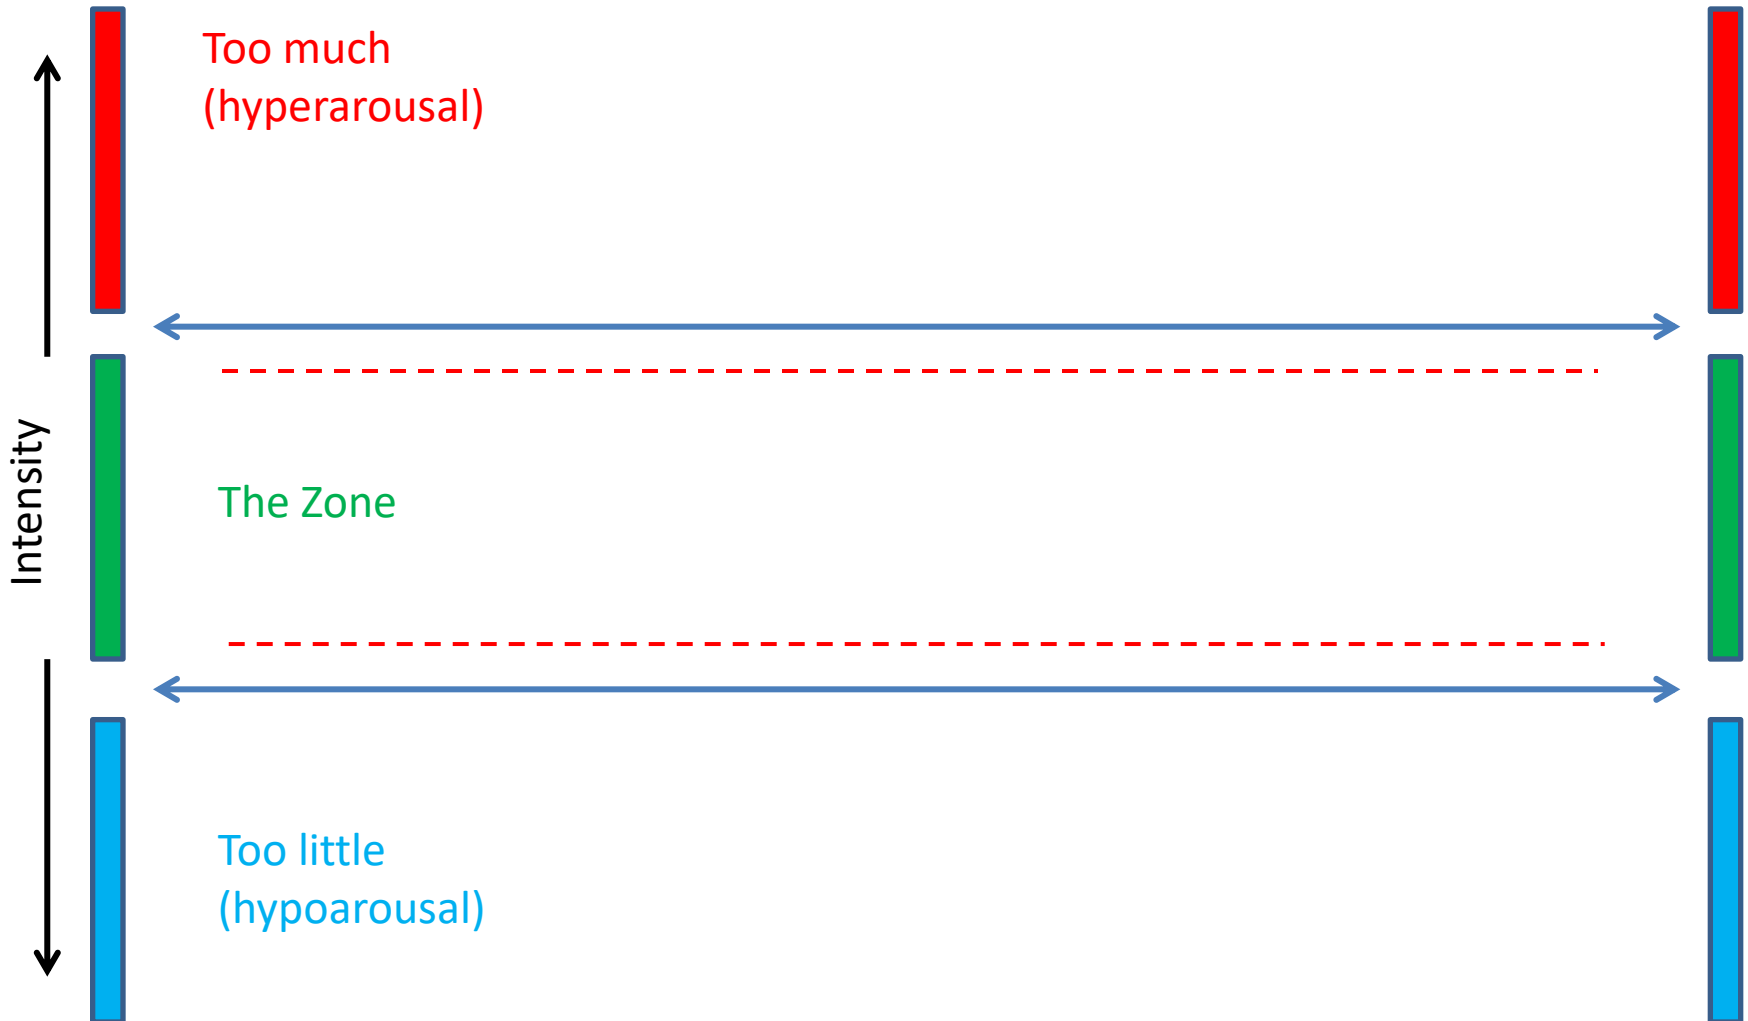 Too much
(hyperarousal)
Intensity
The Zone
Too little
(hypoarousal)